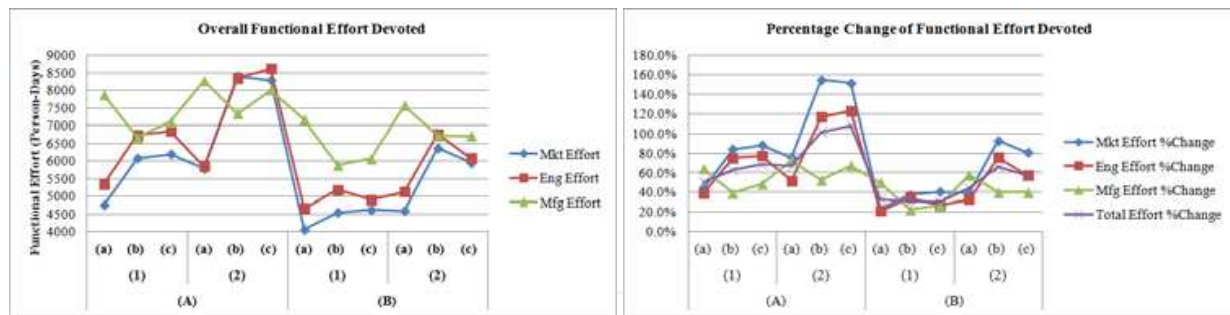 Overall Functional Effort Devoted
Functional Effort (Person-Days)
9000
8500
8000
7500
7000
6500
6000
5500
5000
4500
4000
(a) (b) (c) (a) (b) (c) (a) (b) (c) (a) (b) (c)
(1) (2) (1) (2)
(A) (B)
Mkt Effort
Eng Effort
Mfg Effort
Percentage Change of Functional Effort Devoted
180.0%
160.0%
140.0%
120.0%
100.0%
80.0%
60.0%
40.0%
20.0%
0.0%
(a) (b) (c) (a) (b) (c) (a) (b) (c) (a) (b) (c)
(1) (2) (1) (2)
(A) (B)
Mkt Effort %Change
Eng Effort %Change
Mfg Effort %Change
Total Effort %Change